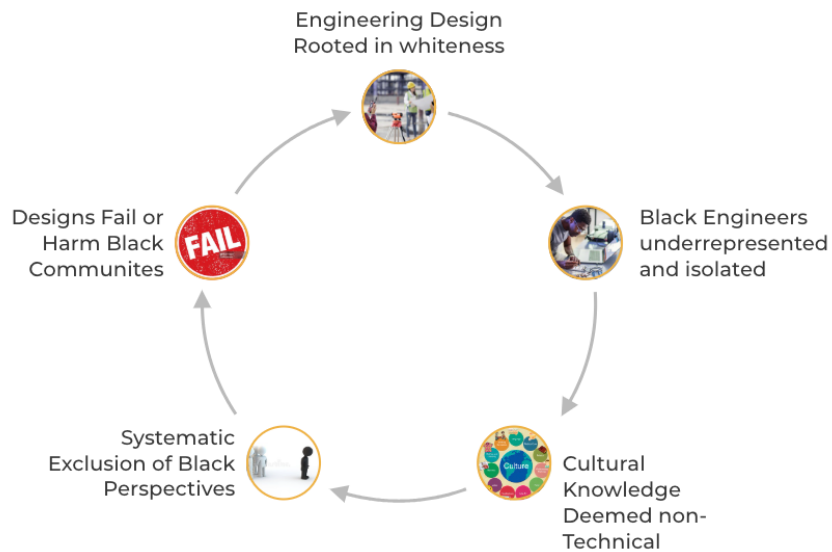 Engineering Design
Rooted in whiteness
Black Engineers
underrepresented
and isolated
Cultural
Knowledge
Deemed non-
Technical
Culture
Systematic
Exclusion of Black
Perspectives
Designs Fail or
Harm Black
Communites
FAIL